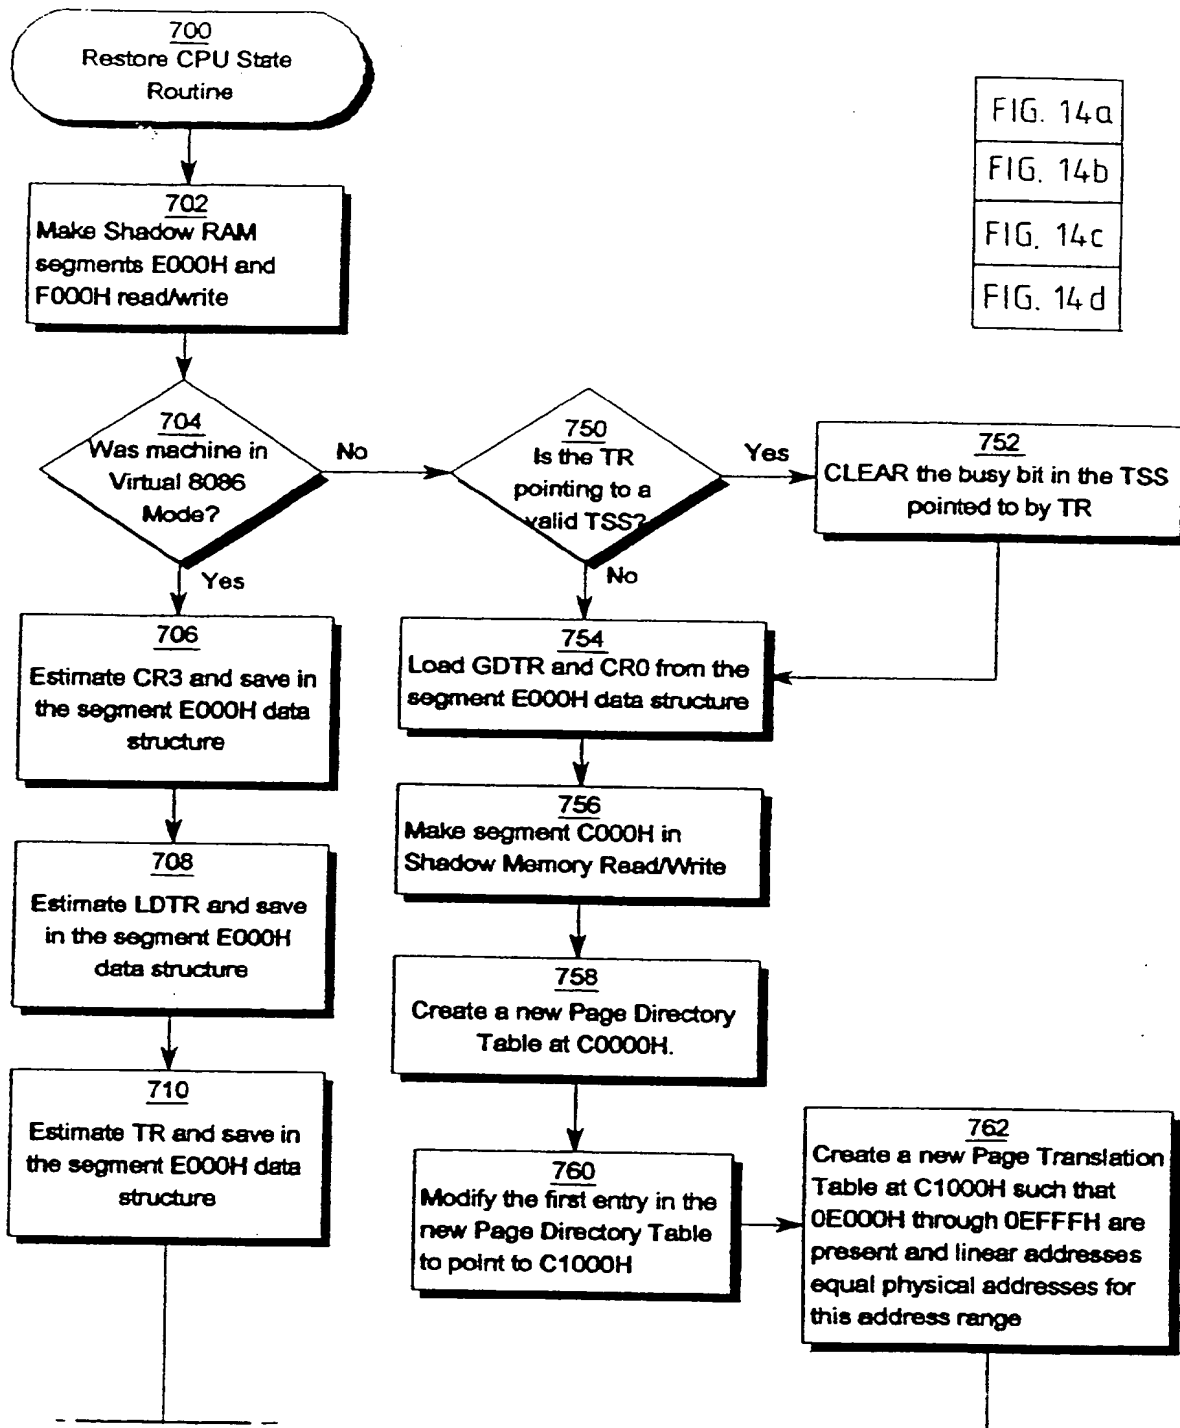 700
Restore CPU State
Routine
FIG. 14a
FIG. 14b
FIG. 14c
FIG. 14d
702
Make Shadow RAM
segments E000H and
F000H read/write
704
Was machine in
Virtual 8086
Mode?
No
Yes
750
Is the TR
pointing to a
valid TSS?
Yes
No
752
CLEAR the busy bit in the TSS
pointed to by TR
706
Estimate CR3 and save in
the segment E000H data
structure
754
Load GDTR and CR0 from the
segment E000H data structure
756
Make segment C000H in
Shadow Memory Read/Write
708
Estimate LDTR and save
in the segment E000H
data structure
758
Create a new Page Directory
Table at C0000H.
710
Estimate TR and save in
the segment E000H data
structure
760
Modify the first entry in the
new Page Directory Table
to point to C1000H
762
Create a new Page Translation
Table at C1000H such that
0E000H through 0EFFFH are
present and linear addresses
equal physical addresses for
this address range